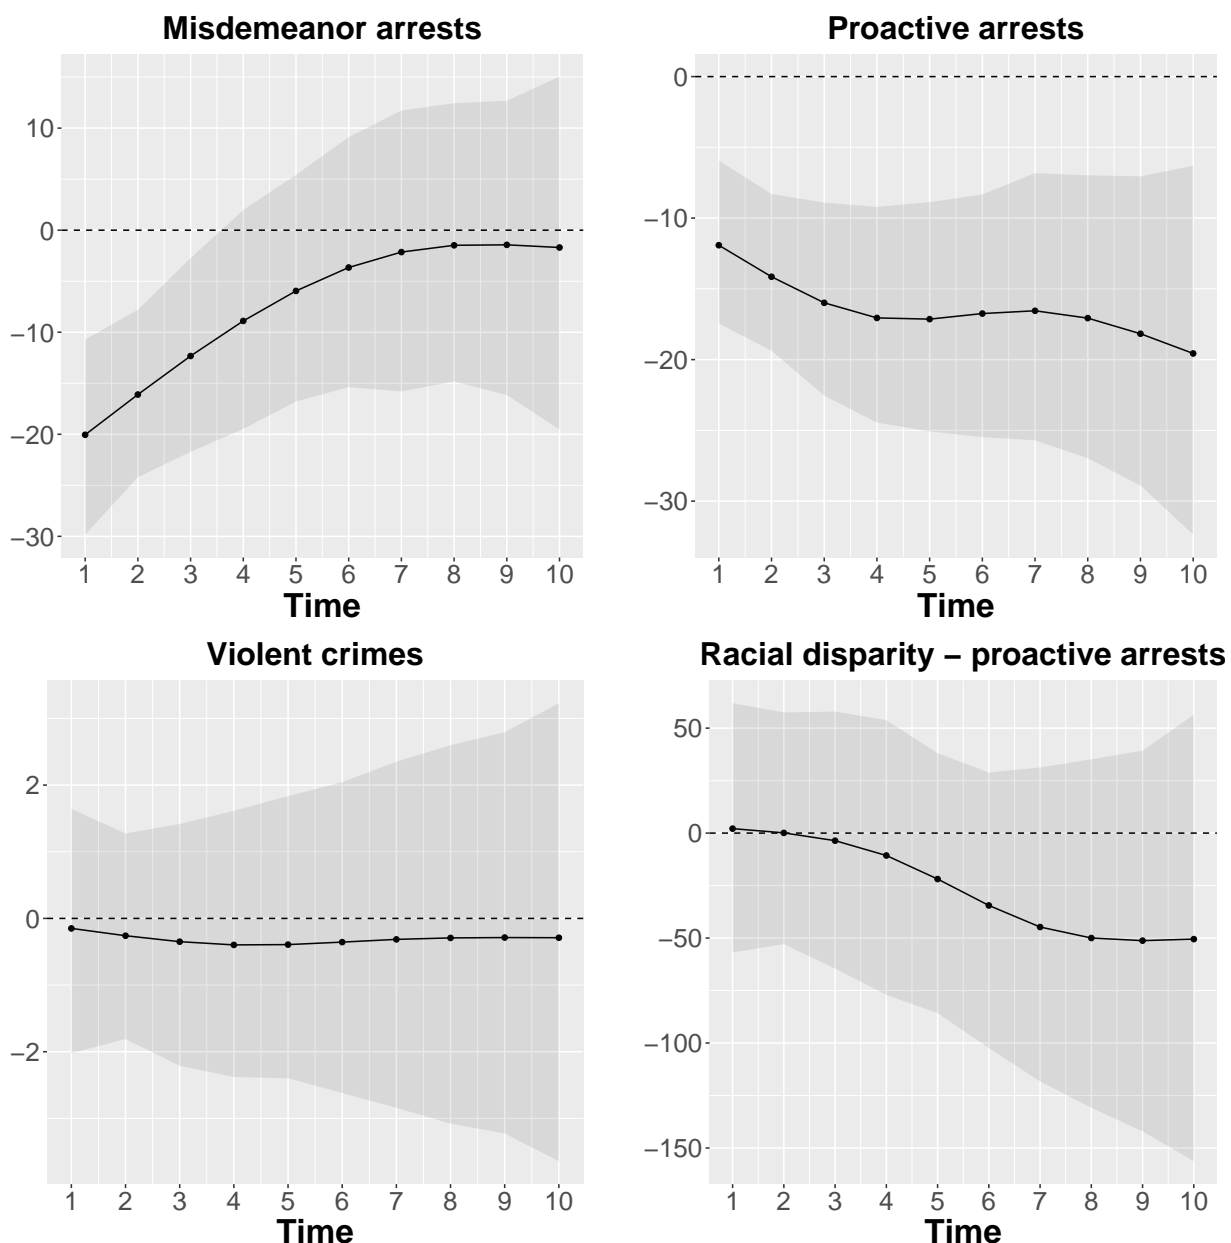 Misdemeanor arrests
10
0
−10
−20
−30
1 2 3 4 5 6 7 8 9 10
Time
Proactive arrests
0
−10
−20
−30
1 2 3 4 5 6 7 8 9 10
Time
Violent crimes
2
0
−2
1 2 3 4 5 6 7 8 9 10
Time
Racial disparity − proactive arrests
50
0
−50
−100
−150
1 2 3 4 5 6 7 8 9 10
Time